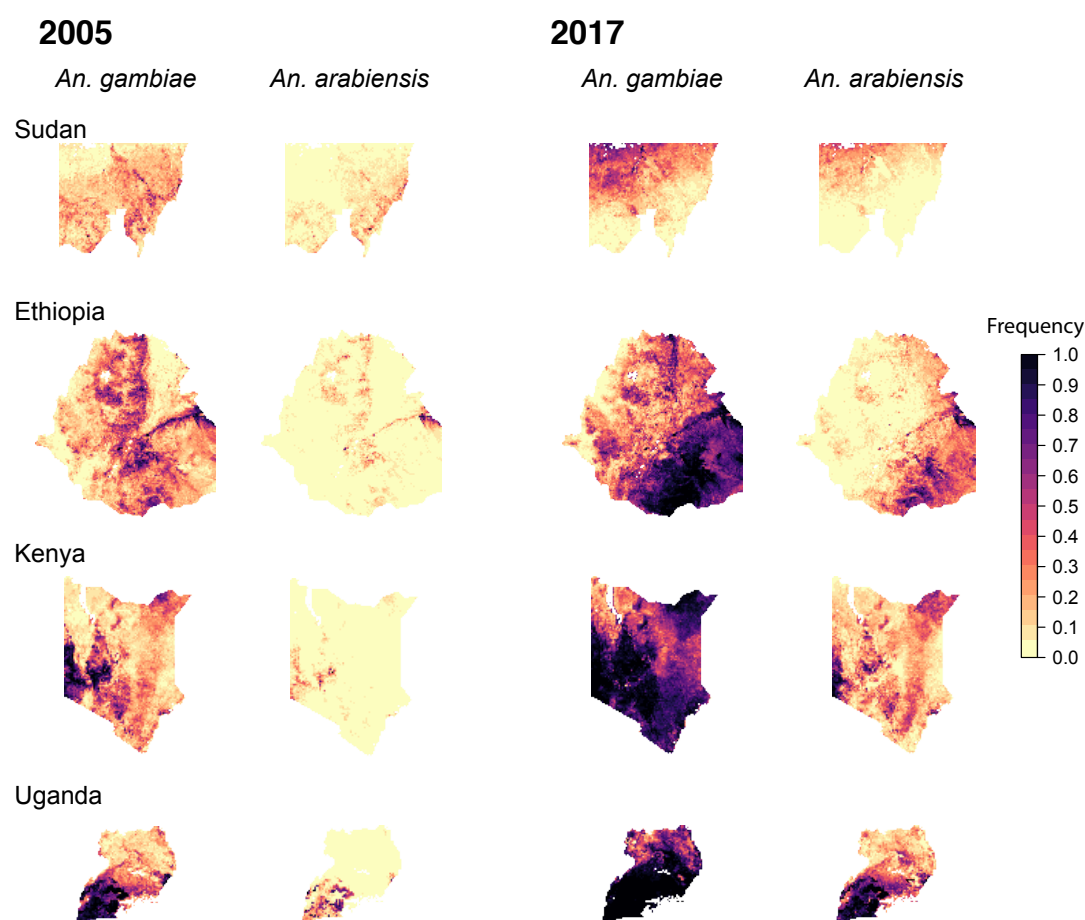 2005 2017
An. gambiae An. arabiensis An. gambiae An. arabiensis
Sudan
Ethiopia
Frequency
1.0
0.9
0.8
0.7
0.6
0.5
0.4
0.3
0.2
0.1
0.0
Kenya
Uganda